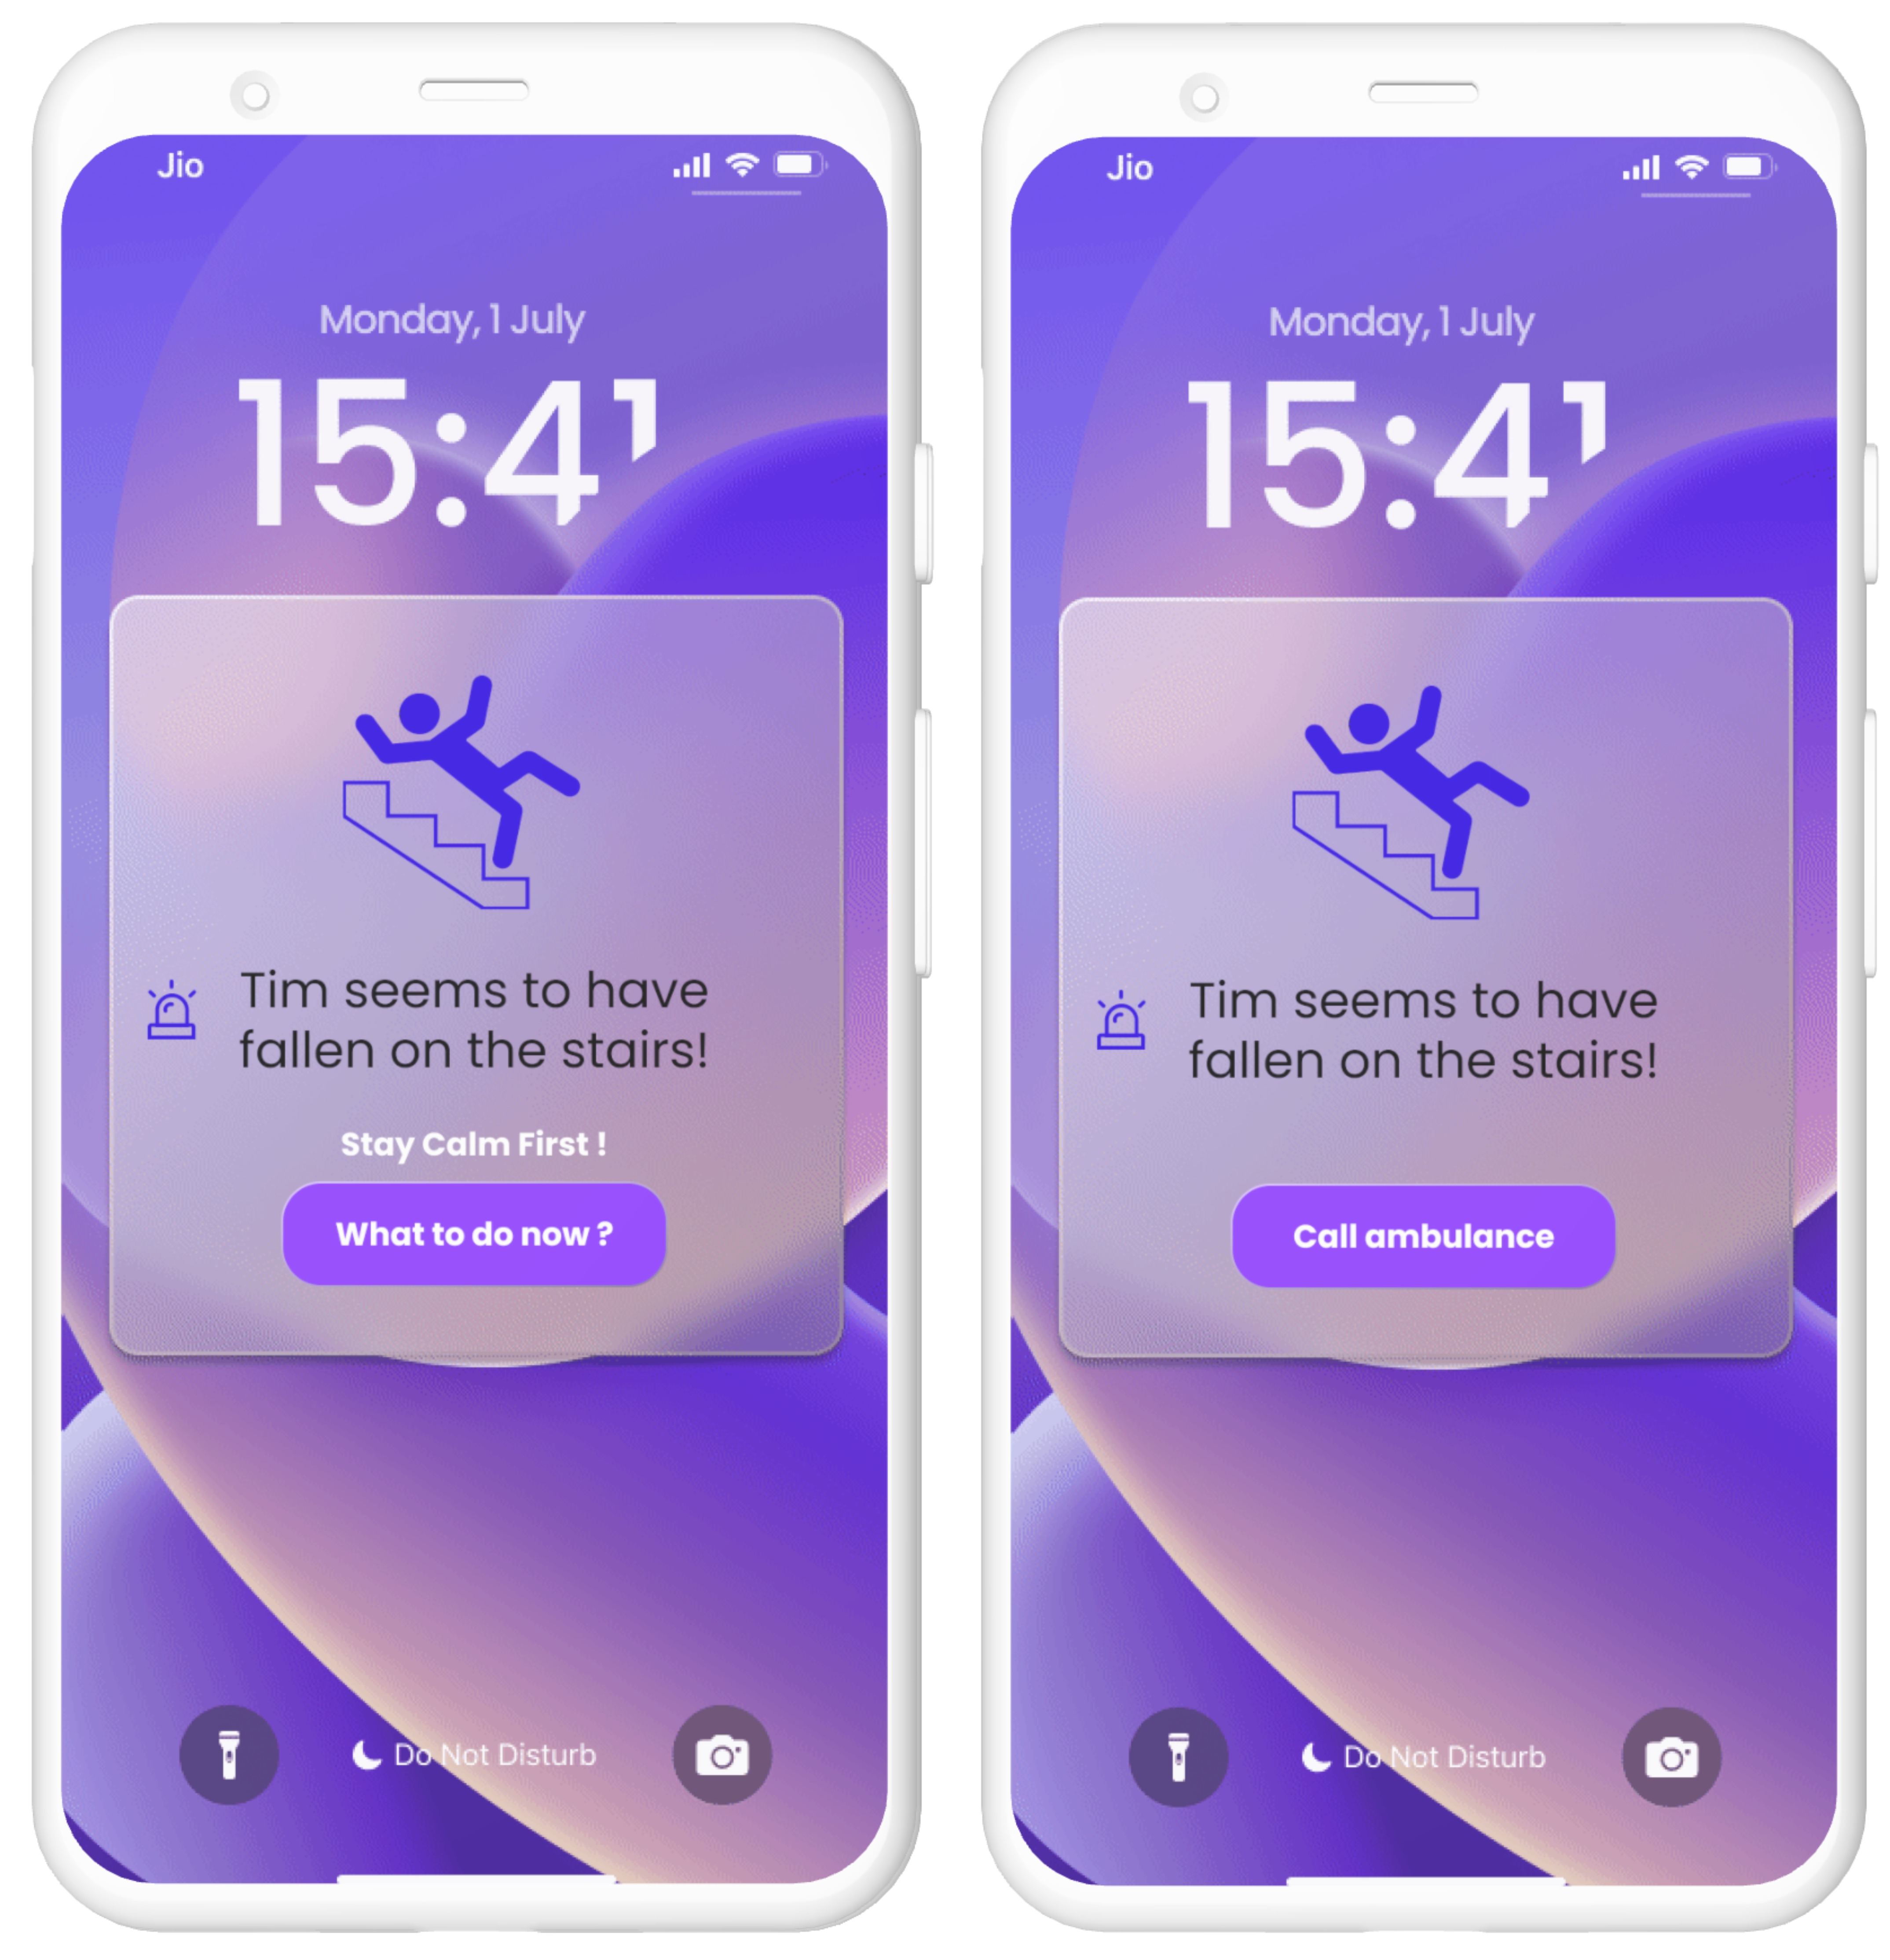 Jio
Monday, 1 July
15:41
Tim seems to have
fallen on the stairs!
Stay Calm First !
What to do now ?
Do Not Disturb
Jio
Monday, 1 July
15:41
Tim seems to have
fallen on the stairs!
Call ambulance
Do Not Disturb